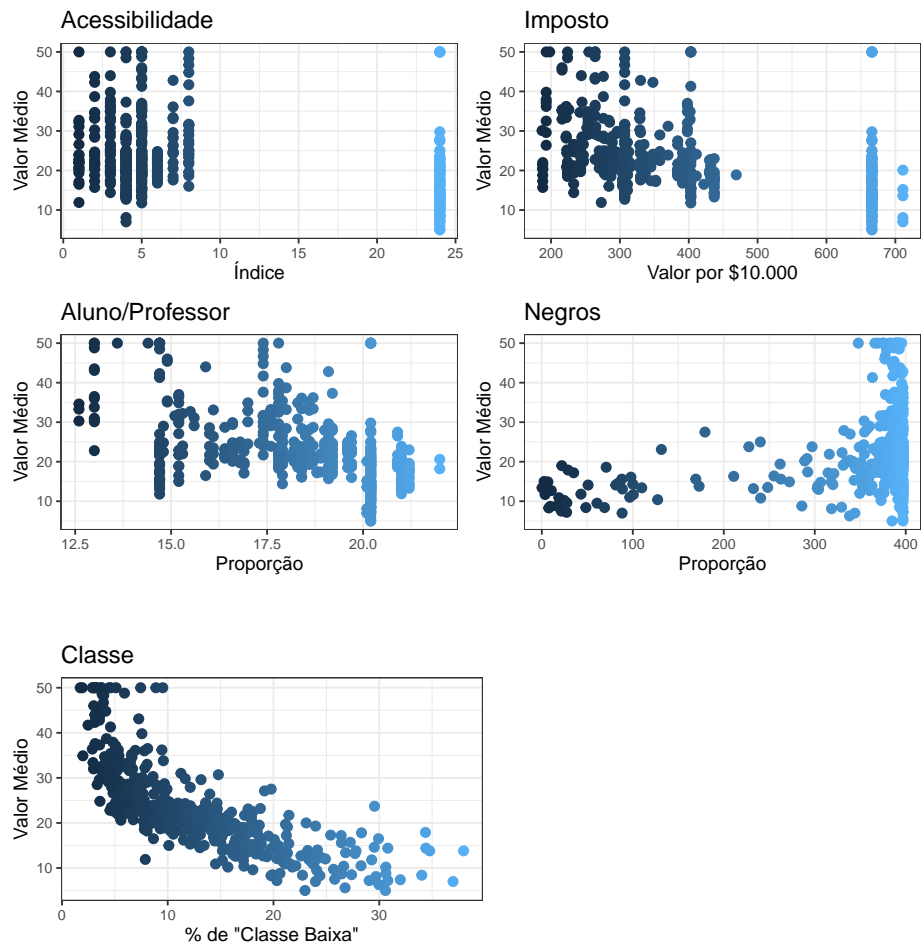 Acessibilidade
Valor Médio
50
40
30
20
10
0 5 10 15 20 25
Índice
Imposto
Valor Médio
50
40
30
20
10
200 300 400 500 600 700
Valor por $10.000
Aluno/Professor
Valor Médio
50
40
30
20
10
12.5 15.0 17.5 20.0
Proporção
Negros
Valor Médio
50
40
30
20
10
0 100 200 300 400
Proporção
Classe
Valor Médio
50
40
30
20
10
0 10 20 30
% de "Classe Baixa"